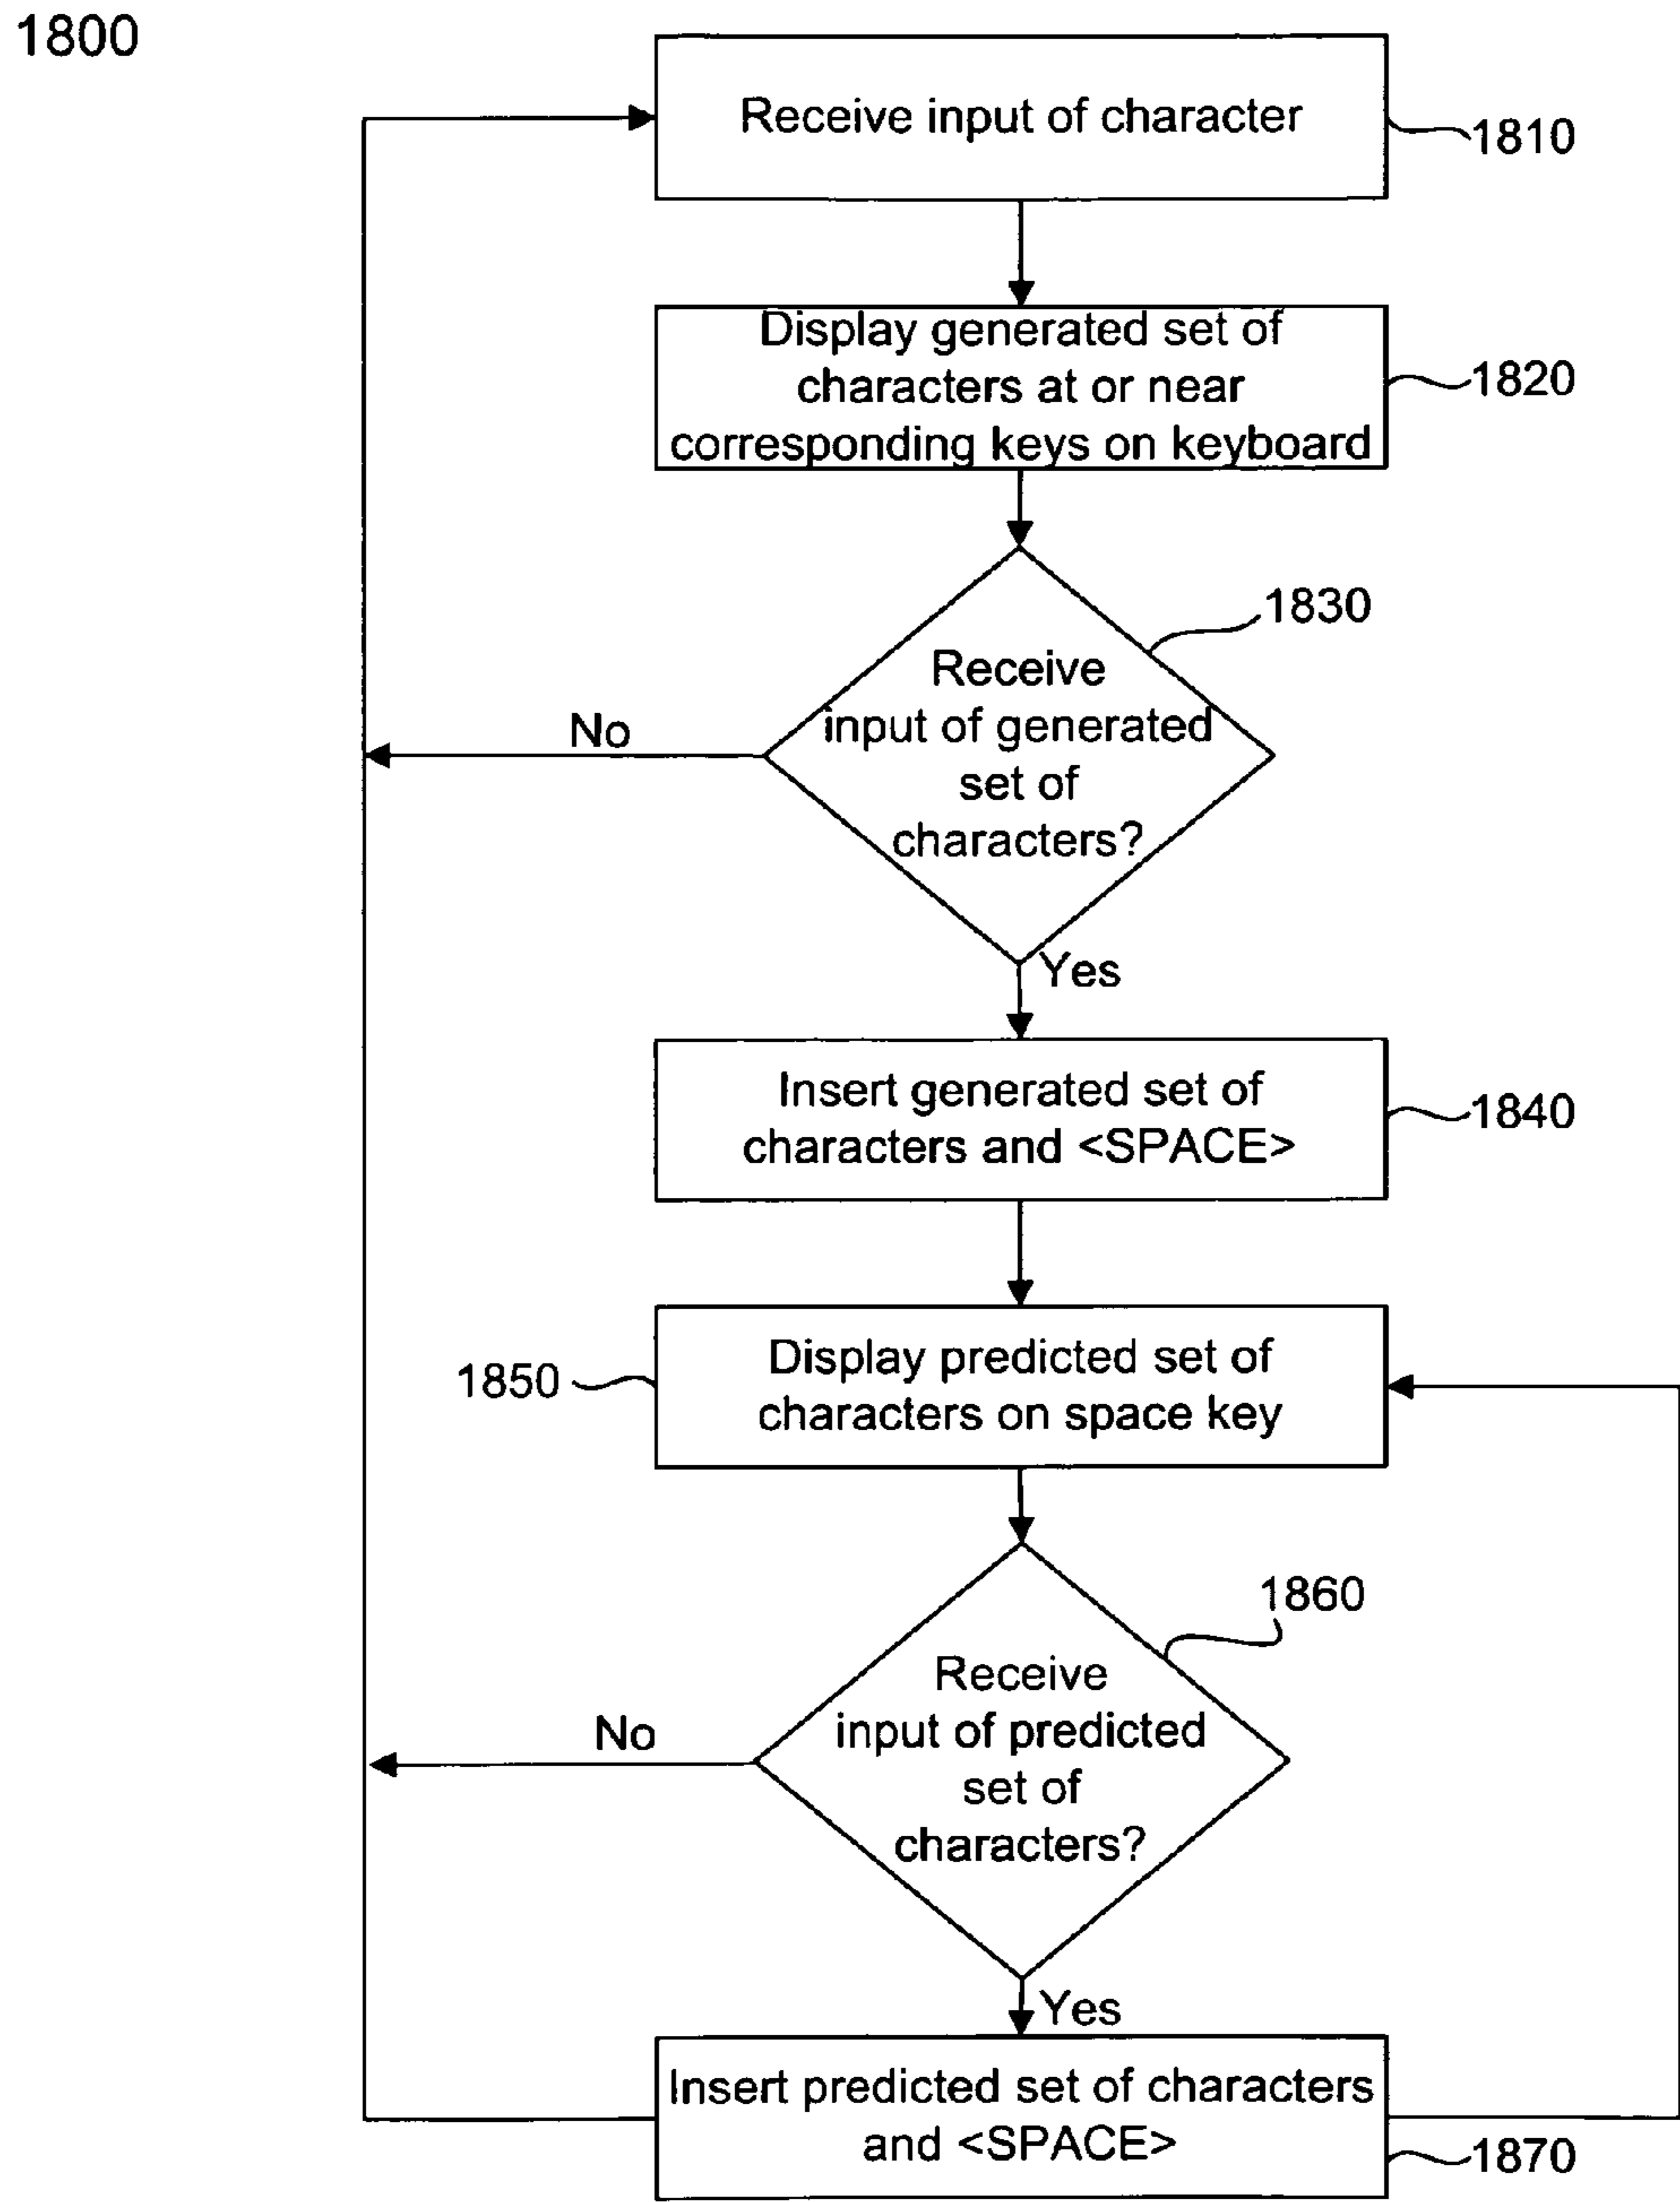 1800
Receive input of character
1810
Display generated set of
characters at or near
corresponding keys on keyboard
1820
1830
Receive
input of generated
set of
characters?
No
Yes
Insert generated set of
characters and <SPACE>
1840
Display predicted set of
characters on space key
1850
1860
Receive
input of predicted
set of
characters?
No
Yes
Insert predicted set of characters
and <SPACE>
1870